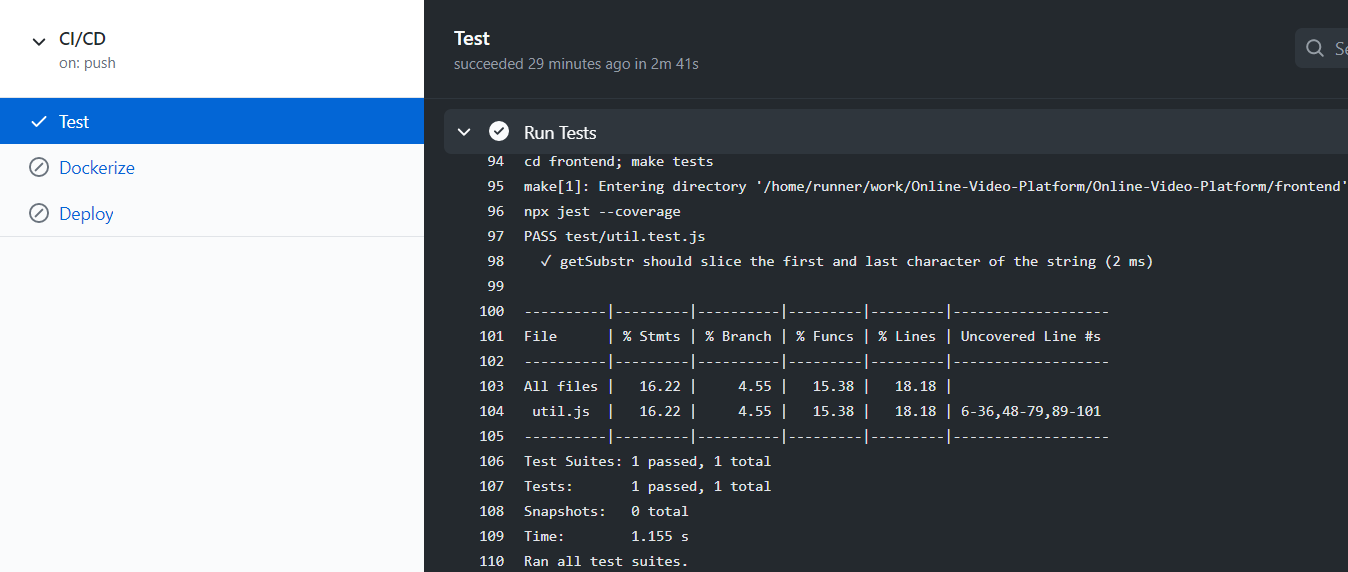 CI/CD
on: push
Test
Dockerize
Deploy
Test
succeeded 29 minutes ago in 2m 41s
Run Tests
94 cd frontend; make tests
95 make[1]: Entering directory '/home/runner/work/Online-Video-Platform/Online-Video-Platform/frontend'
96 npx jest --coverage
97 PASS test/util.test.js
98 ✓ getSubstr should slice the first and last character of the string (2 ms)
99
100 ----------|---------|----------|---------|---------|-------------------
101 File      | % Stmts | % Branch | % Funcs | % Lines | Uncovered Line #s
102 ----------|---------|----------|---------|---------|-------------------
103 All files |   16.22 |     4.55 |   15.38 |   18.18 |
104  util.js  |   16.22 |     4.55 |   15.38 |   18.18 | 6-36,48-79,89-101
105 ----------|---------|----------|---------|---------|-------------------
106 Test Suites: 1 passed, 1 total
107 Tests:       1 passed, 1 total
108 Snapshots:   0 total
109 Time:        1.155 s
110 Ran all test suites.